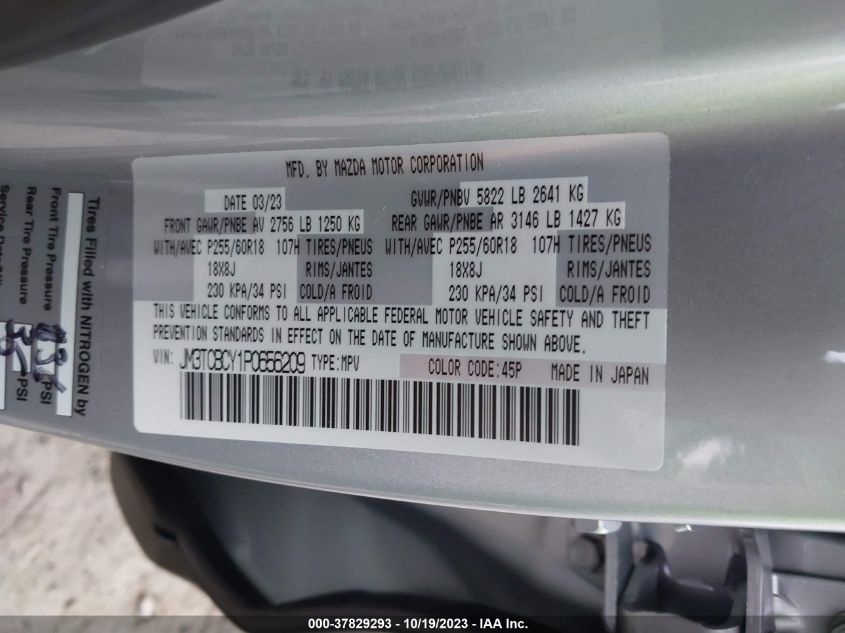 MFD. BY MAZDA MOTOR CORPORATION
DATE 03/23 GVWR/PNBV 5822 LB 2641 KG
FRONT GAWR/PNBE AV 2756 LB 1250 KG REAR GAWR/PNBE AR 3146 LB 1427 KG
WITH/AVEC P255/60R18 107H TIRES/PNEUS WITH/AVEC P255/60R18 107H TIRES/PNEUS
18X8J RIMS/JANTES 18X8J RIMS/JANTES
230 KPA/34 PSI COLD/A FROID 230 KPA/34 PSI COLD/A FROID
THIS VEHICLE CONFORMS TO ALL APPLICABLE FEDERAL MOTOR VEHICLE SAFETY AND THEFT
PREVENTION STANDARDS IN EFFECT ON THE DATE OF MANUFACTURE SHOWN ABOVE.
VIN: JM3TCBCY1P0656209 TYPE:MPV COLOR CODE:45P MADE IN JAPAN
Tires Filled with NITROGEN by
Front Tire Pressure PSI
Rear Tire Pressure 35 PSI
000-37829293 - 10/19/2023 - IAA Inc.